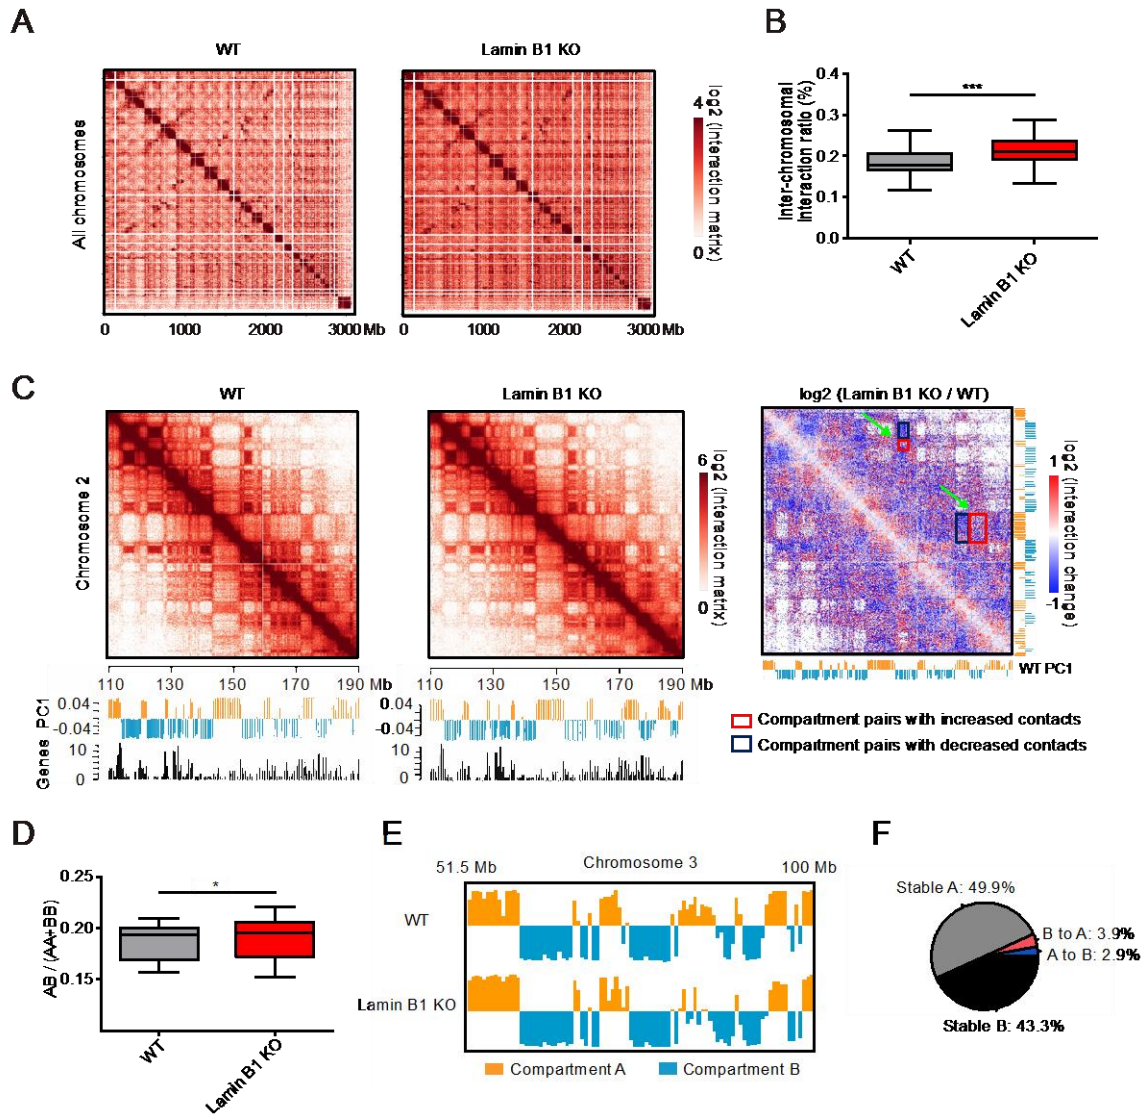 A
WT
Lamin B1 KO
All chromosomes
0 1000 2000 3000 Mb
0 1000 2000 3000 Mb
4
0
log2 (Interaction matrix)
B
Inter-chromosomal
Interaction ratio (%)
0.4
0.3
0.2
0.1
0.0
***
WT
Lamin B1 KO
C
WT
Lamin B1 KO
log2 (Lamin B1 KO / WT)
Chromosome 2
6
0
log2 (Interaction matrix)
1
-1
log2 (Interaction change)
110 130 150 170 190 Mb
110 130 150 170 190 Mb
WT PC1
PC1
0.04
-0.04
0.04
-0.04
Genes
10
0
10
0
Compartment pairs with increased contacts
Compartment pairs with decreased contacts
D
AB / (AA+BB)
0.25
0.20
0.15
*
WT
Lamin B1 KO
E
51.5 Mb
Chromosome 3
100 Mb
WT
Lamin B1 KO
Compartment A
Compartment B
F
Stable A: 49.9%
B to A: 3.9%
A to B: 2.9%
Stable B: 43.3%